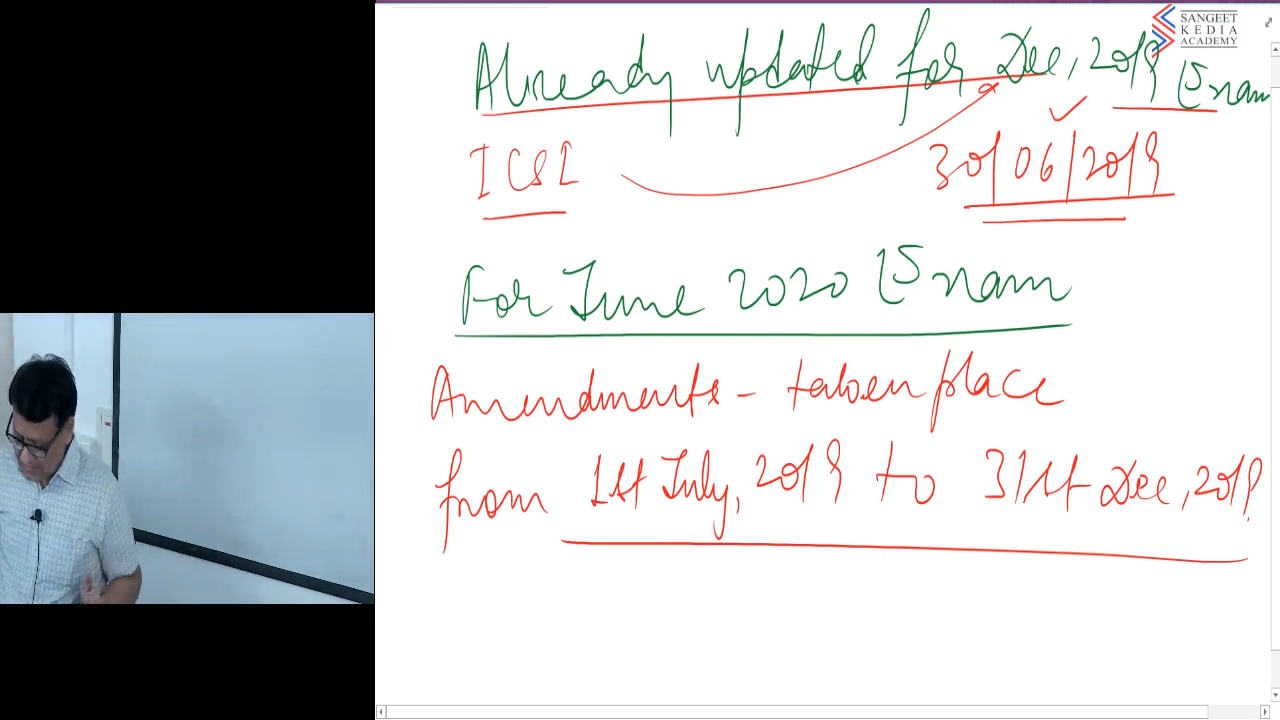 SANGEET
KEDIA
ACADEMY
Already updated for Dec, 2019 Exam
ICSI 30/06/2019
For June 2020 Exam
Amendments - taken place
from 1st July, 2019 to 31st Dec, 2019